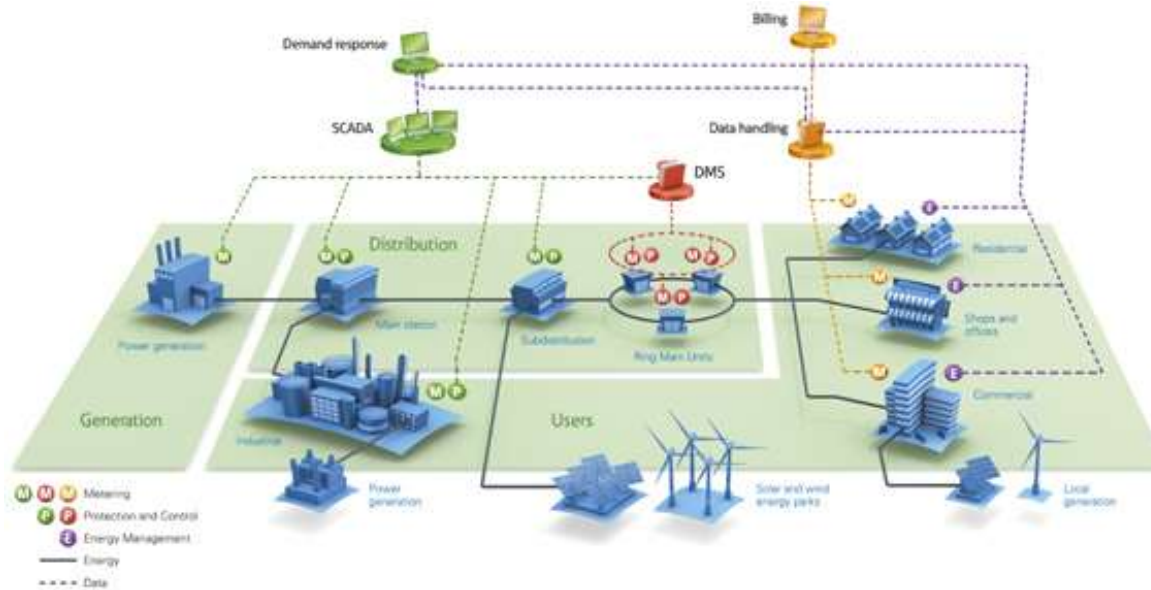 Billing
Demand response
SCADA
Data handling
DMS
M
E
Distribution
Residential
M
M P
M P
M P
M P
M E
M P
Power generation
Main station
Subdistribution
Ring Main Units
Shops and
offices
M E
M P
Commercial
Generation
Industrial
Users
M M M Metering
Power
generation
Solar and wind
energy parks
Local
generation
P P Protection and Control
E Energy Management
Energy
Data